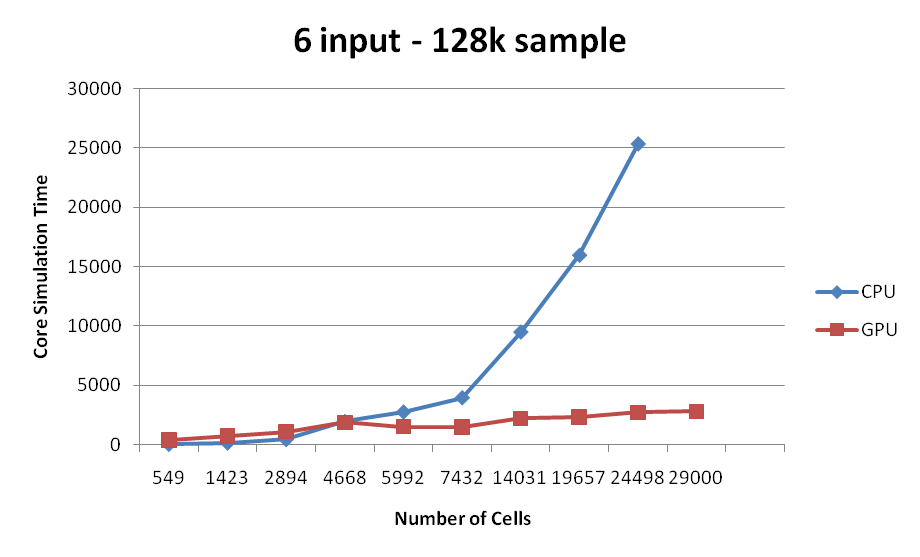 6 input - 128k sample
30000
25000
20000
15000
10000
5000
0
Core Simulation Time
549 1423 2894 4668 5992 7432 14031 19657 24498 29000
Number of Cells
CPU
GPU